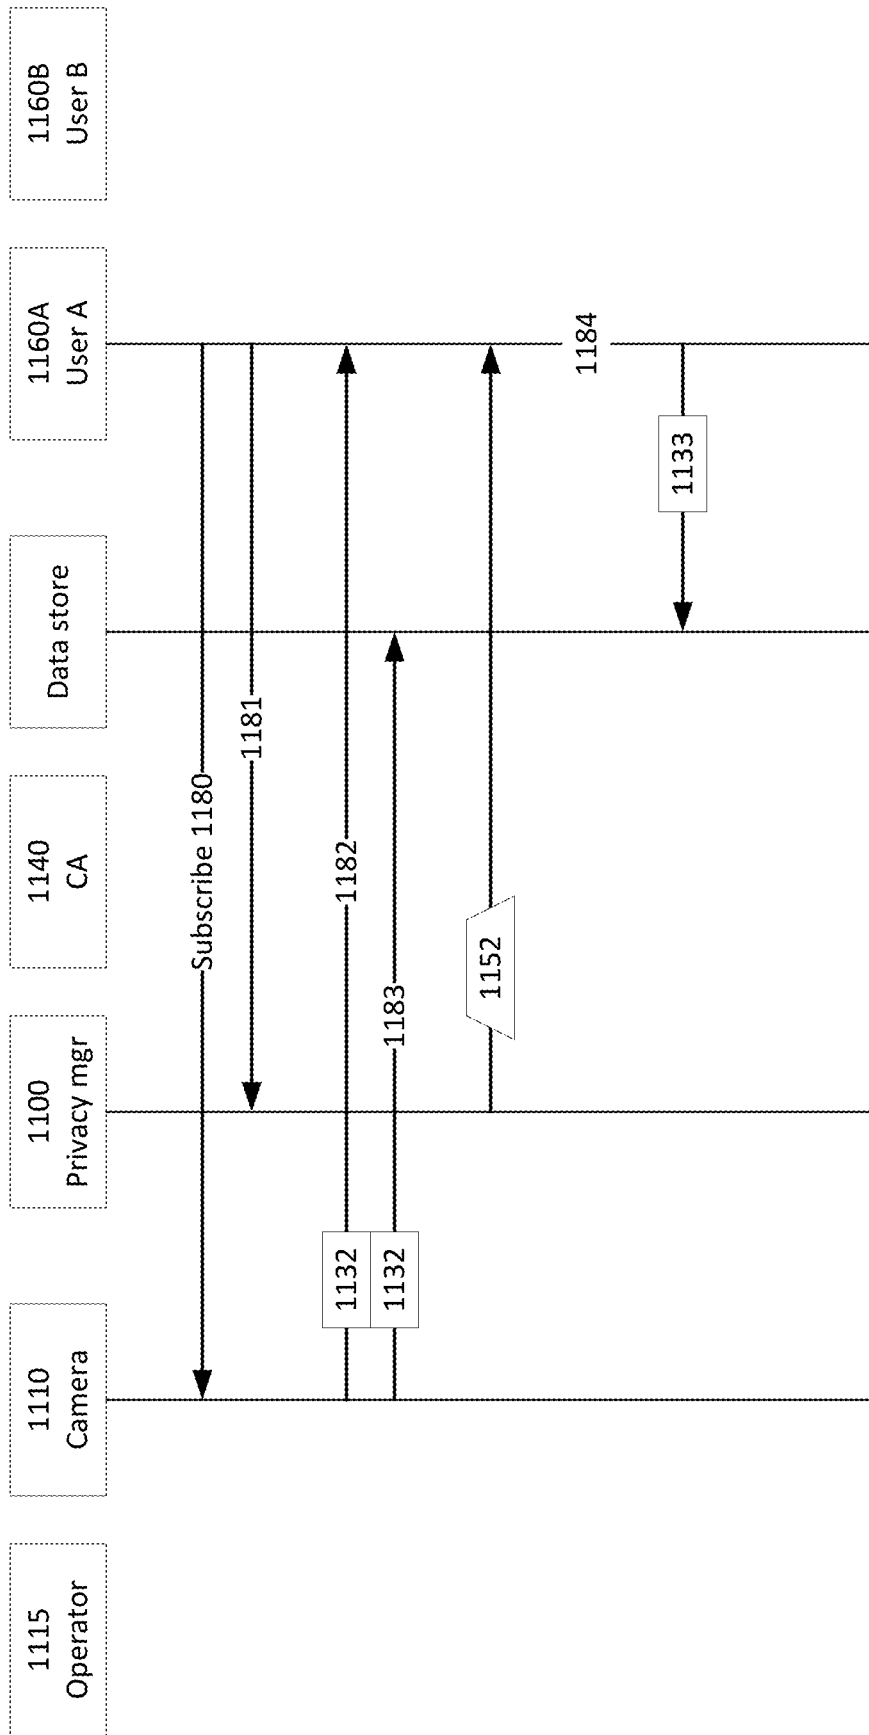 1115
Operator
1110
Camera
1100
Privacy mgr
1140
CA
Data store
1160A
User A
1160B
User B
Subscribe 1180
1181
1132
1182
1132
1183
1152
1184
1133